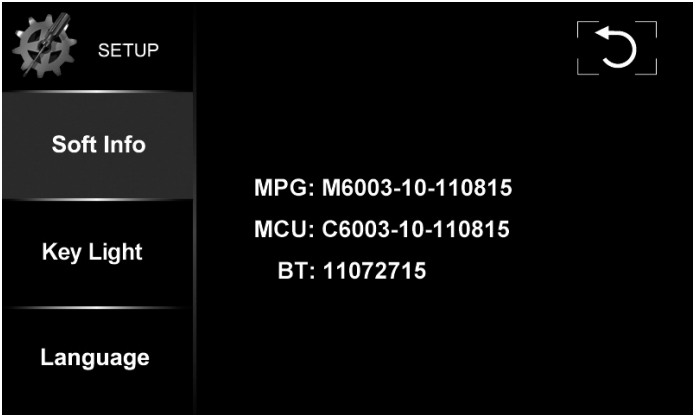 SETUP
Soft Info
Key Light
Language
MPG: M6003-10-110815
MCU: C6003-10-110815
BT: 11072715